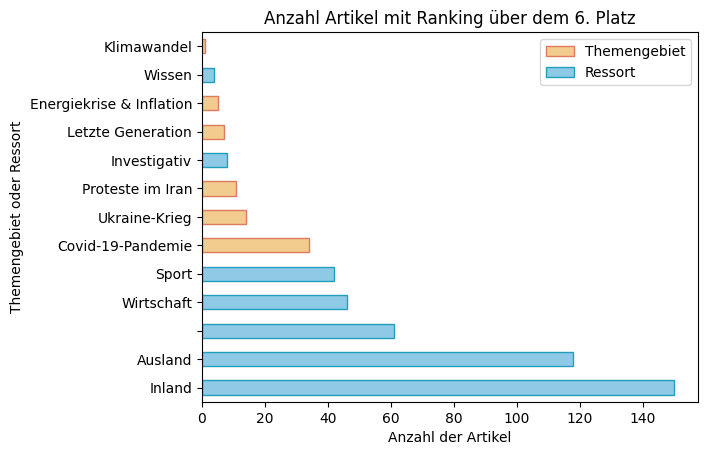 Anzahl Artikel mit Ranking über dem 6. Platz
Themengebiet
Ressort
Themengebiet oder Ressort
Klimawandel
Wissen
Energiekrise & Inflation
Letzte Generation
Investigativ
Proteste im Iran
Ukraine-Krieg
Covid-19-Pandemie
Sport
Wirtschaft
Ausland
Inland
0 20 40 60 80 100 120 140
Anzahl der Artikel